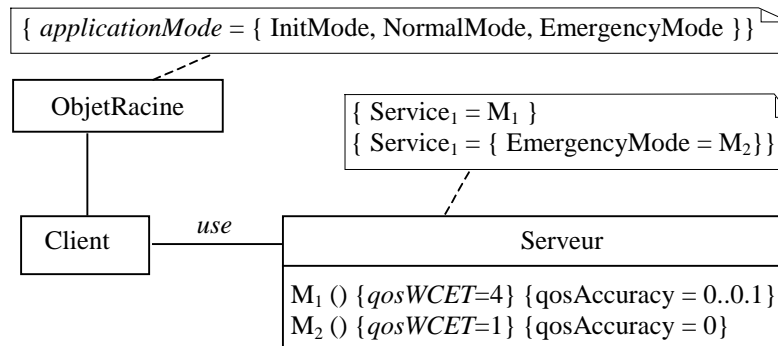 { applicationMode = { InitMode, NormalMode, EmergencyMode }}
ObjetRacine
{ Service₁ = M₁ }
{ Service₁ = { EmergencyMode = M₂}}
Client
use
Serveur
M₁ () {qosWCET=4} {qosAccuracy = 0..0.1}
M₂ () {qosWCET=1} {qosAccuracy = 0}